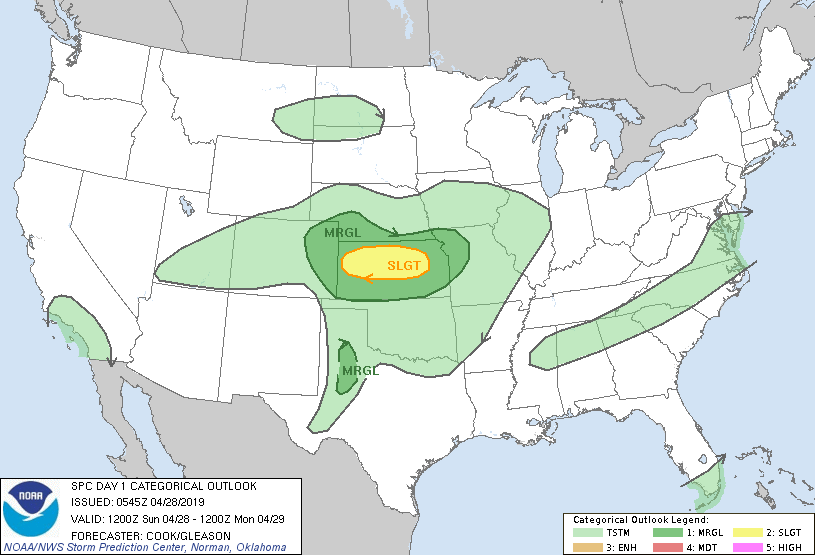 MRGL
SLGT
MRGL
NOAA
SPC DAY 1 CATEGORICAL OUTLOOK
ISSUED: 0545Z 04/28/2019
VALID: 1200Z Sun 04/28 - 1200Z Mon 04/29
FORECASTER: COOK/GLEASON
NOAA/NWS Storm Prediction Center, Norman, Oklahoma
Categorical Outlook Legend:
TSTM 1: MRGL 2: SLGT
3: ENH 4: MDT 5: HIGH